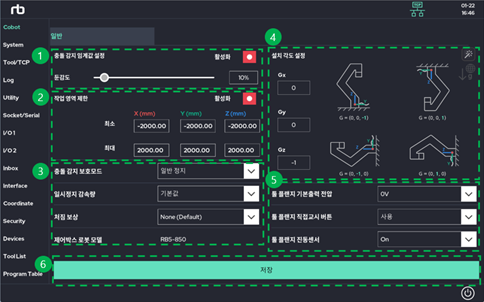 rb
TCP
01-22
16:46
Cobot
System
Tool/TCP
Log
Utility
Socket/Serial
I/O 1
I/O 2
Inbox
Interface
Coordinate
Security
Devices
Tool List
Program Table
일반
1
충돌 감지 임계값 설정
활성화
둔감도
10%
2
작업 영역 제한
활성화
X (mm)
Y (mm)
Z (mm)
최소
-2000.00
-2000.00
-2000.00
최대
2000.00
2000.00
2000.00
3
충돌 감지 보호모드
일반 정지
일시정지 감속량
기본값
처짐 보상
None (Default)
제어박스 로봇 모델
RB5-850
4
설치 각도 설정
Gx
0
Gy
0
Gz
-1
G = (0, 0, -1)
G = (0, 0, 1)
G = (0, 1, 0)
G = (0, -1, 0)
5
툴 플랜지 기본출력 전압
0V
툴 플랜지 직접교시 버튼
사용
툴 플랜지 진동센서
On
6
저장